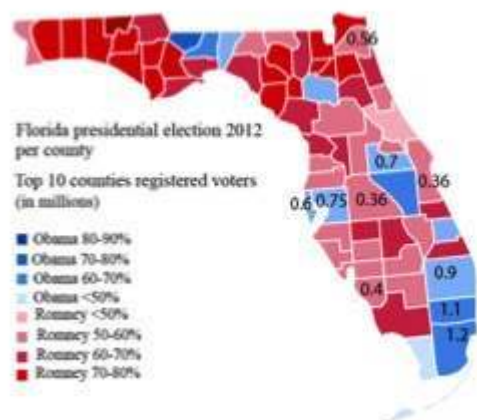 0.56
Florida presidential election 2012
per county
Top 10 counties registered voters
(in millions)
0.7
0.36
0.6 0.75 0.36
Obama 80-90%
Obama 70-80%
Obama 60-70%
Obama <50%
Romney <50%
Romney 50-60%
Romney 60-70%
Romney 70-80%
0.9
0.4
1.1
1.2